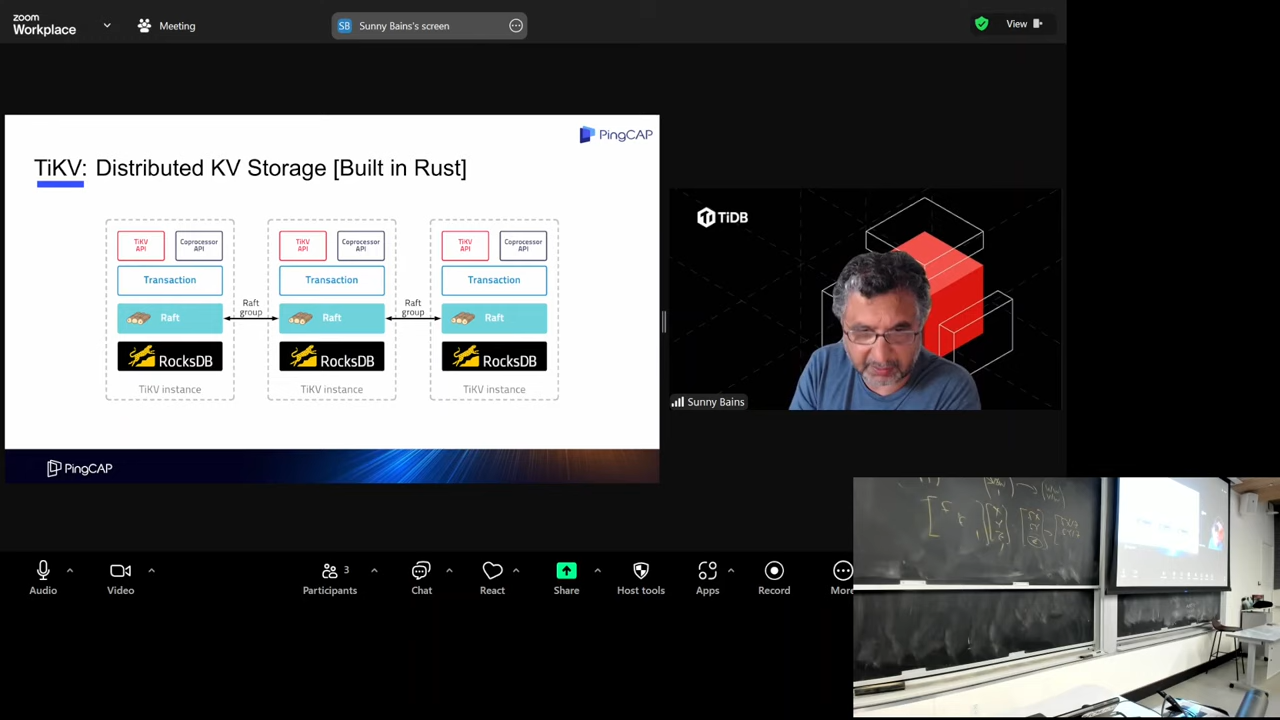 zoom
Workplace
Meeting
SB Sunny Bains's screen
View
PingCAP
TiKV: Distributed KV Storage [Built in Rust]
TiKV API
Coprocessor API
TiKV API
Coprocessor API
TiKV API
Coprocessor API
Transaction
Transaction
Transaction
Raft
Raft group
Raft
Raft group
Raft
RocksDB
RocksDB
RocksDB
TiKV instance
TiKV instance
TiKV instance
PingCAP
TiDB
Sunny Bains
Audio
Video
Participants 3
Chat
React
Share
Host tools
Apps
Record
More